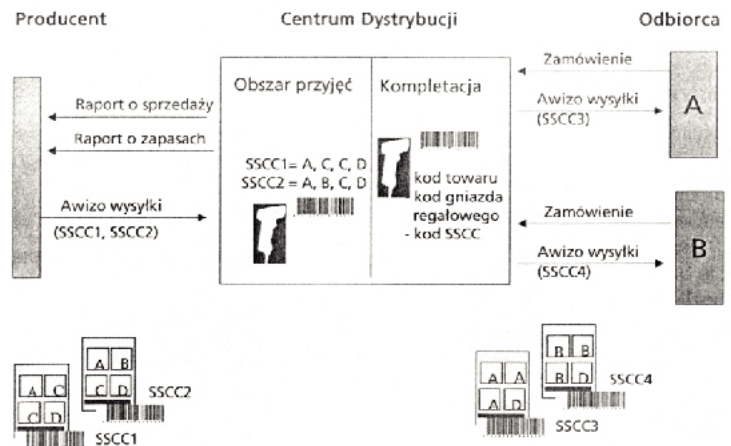 Producent
Centrum Dystrybucji
Odbiorca
Raport o sprzedaży
Raport o zapasach
Awizo wysyłki
(SSCC1, SSCC2)
Obszar przyjęć
SSCC1= A, C, C, D
SSCC2 = A, B, C, D
Kompletacja
kod towaru
kod gniazda
regałowego
- kod SSCC
Zamówienie
Awizo wysyłki
(SSCC3)
A
Zamówienie
Awizo wysyłki
(SSCC4)
B
A B
C D
SSCC2
A C
C D
SSCC1
B B
B D
SSCC4
A A
A D
SSCC3